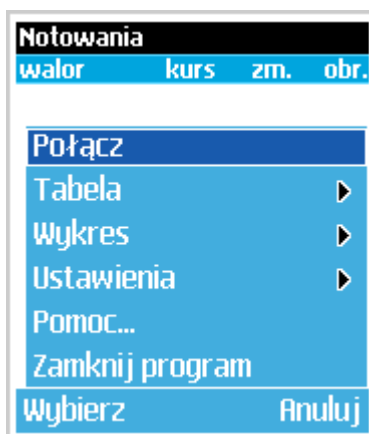 Notowania
walor kurs zm. obr.
Połącz
Tabela
Wykres
Ustawienia
Pomoc...
Zamknij program
Wybierz Anuluj